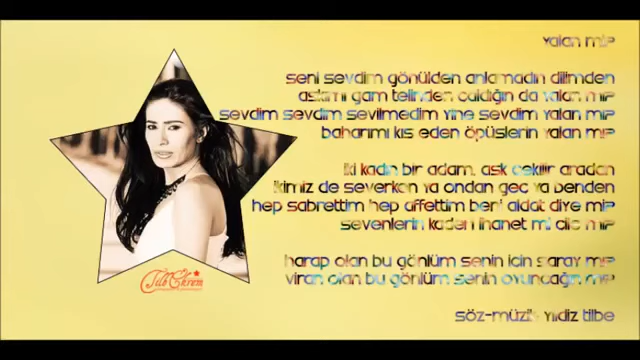 yalan mı?
seni sevdim gönülden anlamadın dilimden
aşkımı gam telinden çaldığın da yalan mı?
sevdim sevdim sevilmedim yine sevdim yalan mı?
baharımı kış eden öpüşlerin yalan mı?
iki kadın bir adam, aşk çekilir aradan
ikimiz de severken ya ondan geç ya benden
hep sabrettim hep affettim beni aldat diye mi?
sevenlerin kaderi ihanet mi diye mi?
harap olan bu gönlüm senin için saray mı?
viran olan bu gönlüm senin oyuncağın mı?
söz-müzik yıldız tilbe